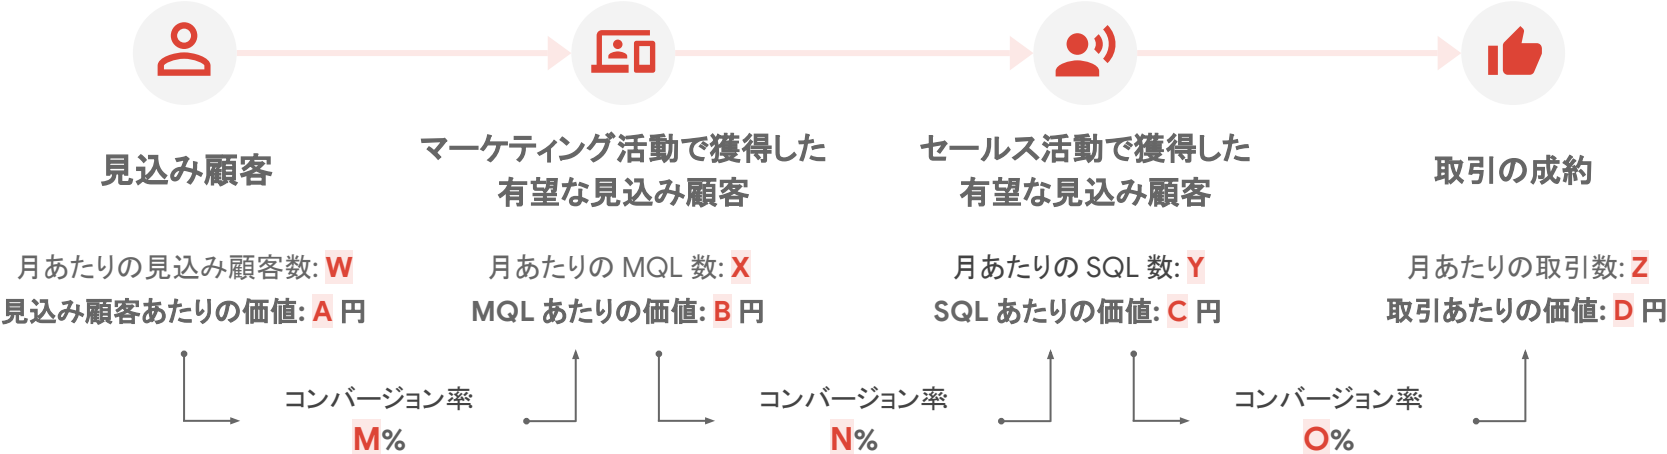 見込み顧客
マーケティング活動で獲得した
有望な見込み顧客
セールス活動で獲得した
有望な見込み顧客
取引の成約
月あたりの見込み顧客数: W
見込み顧客あたりの価値: A 円
月あたりの MQL 数: X
MQL あたりの価値: B 円
月あたりの SQL 数: Y
SQL あたりの価値: C 円
月あたりの取引数: Z
取引あたりの価値: D 円
コンバージョン率
M%
コンバージョン率
N%
コンバージョン率
O%